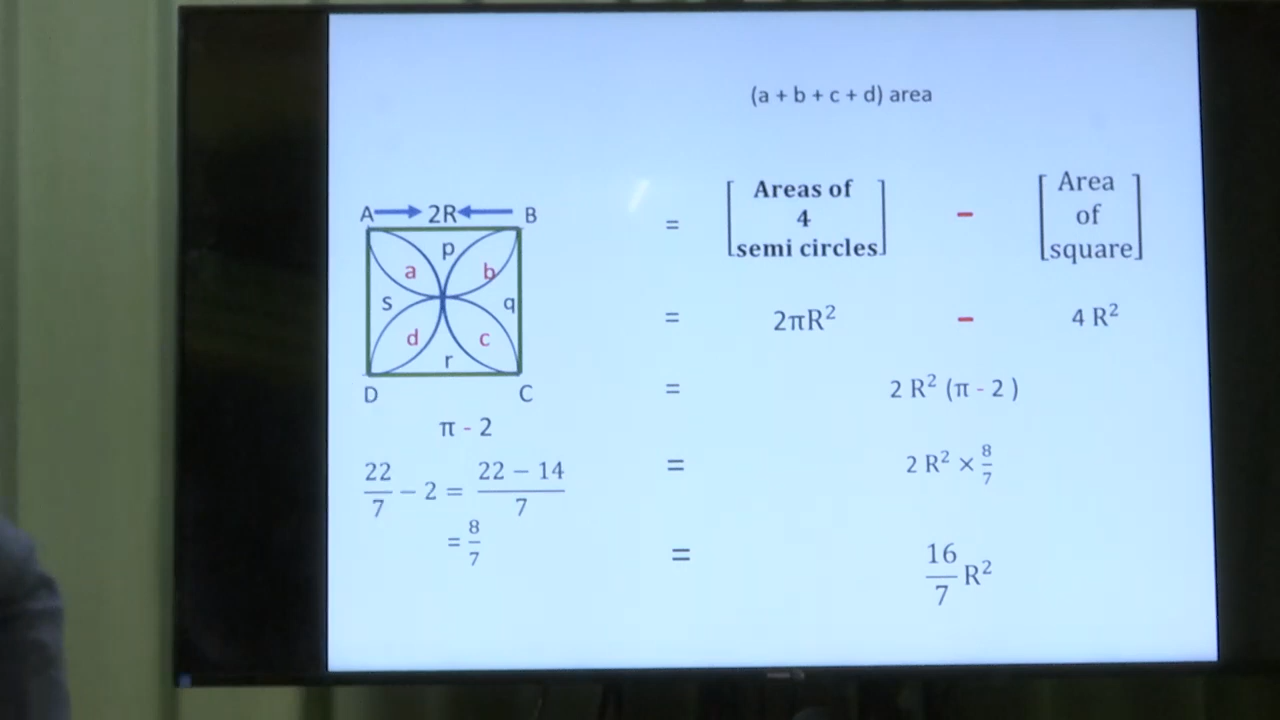 (a + b + c + d) area
A 2R B
p
a b
s q
d c
r
D C
π - 2
22/7 − 2 = (22 − 14)/7
= 8/7
= [Areas of 4 semi circles] - [Area of square]
= 2πR² - 4 R²
= 2 R² (π - 2 )
= 2 R² × 8/7
= 16/7 R²